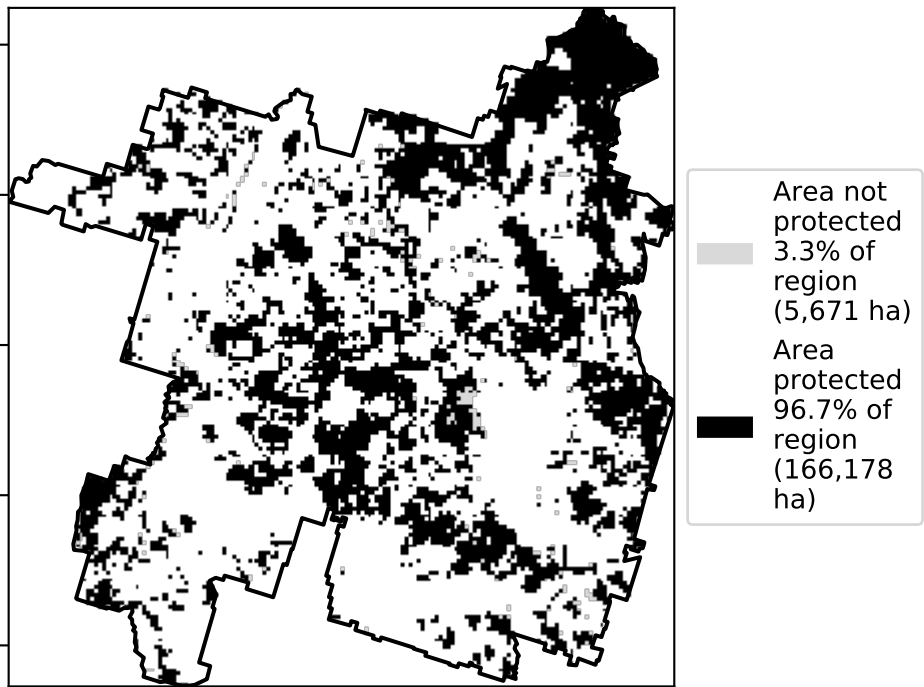 Area not
protected
3.3% of
region
(5,671 ha)
Area
protected
96.7% of
region
(166,178
ha)